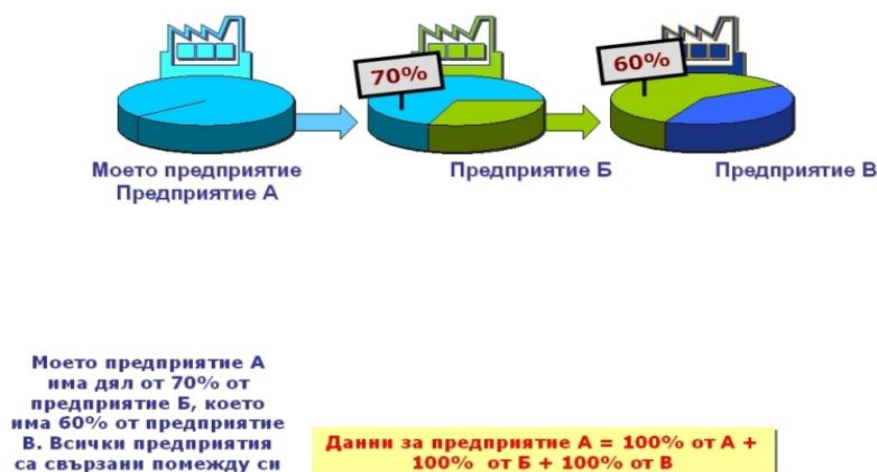 70%
60%
Моето предприятие
Предприятие А
Предприятие Б
Предприятие В
Моето предприятие А
има дял от 70% от
предприятие Б, което
има 60% от предприятие
В. Всички предприятия
са свързани помежду си
Данни за предприятие А = 100% от А +
100% от Б + 100% от В